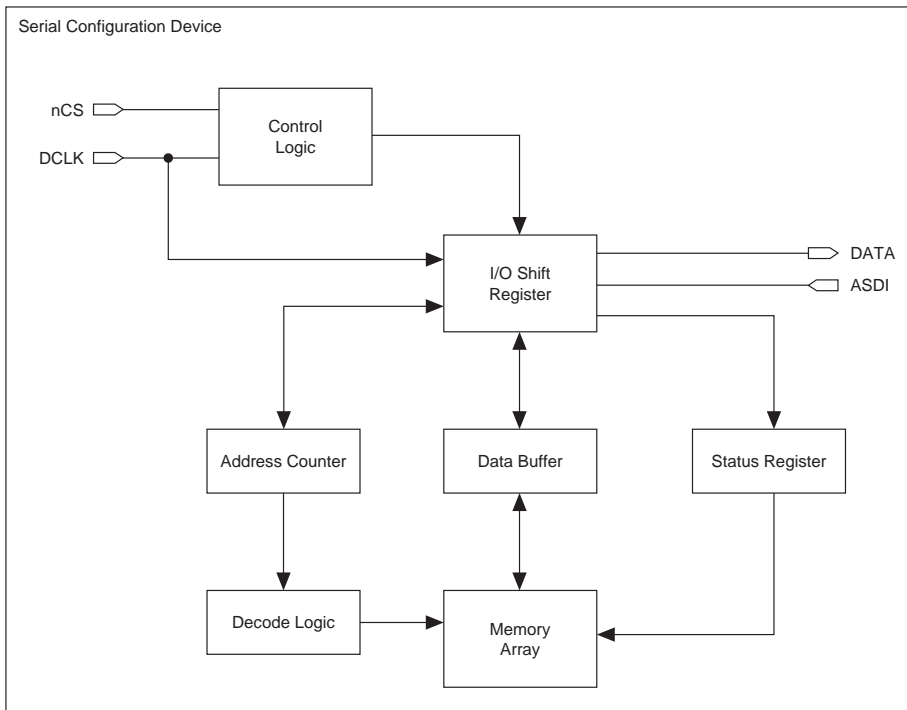 Serial Configuration Device
nCS
DCLK
Control
Logic
I/O Shift
Register
DATA
ASDI
Address Counter
Data Buffer
Status Register
Decode Logic
Memory
Array